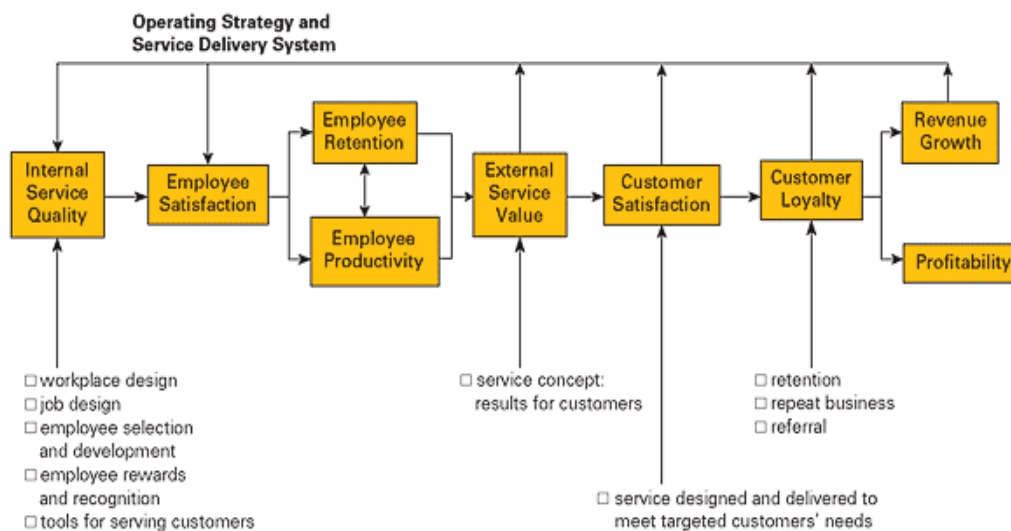 Operating Strategy and
Service Delivery System
Internal
Service
Quality
Employee
Satisfaction
Employee
Retention
Employee
Productivity
External
Service
Value
Customer
Satisfaction
Customer
Loyalty
Revenue
Growth
Profitability
□ workplace design
□ job design
□ employee selection
and development
□ employee rewards
and recognition
□ tools for serving customers
□ service concept:
results for customers
□ service designed and delivered to
meet targeted customers' needs
□ retention
□ repeat business
□ referral